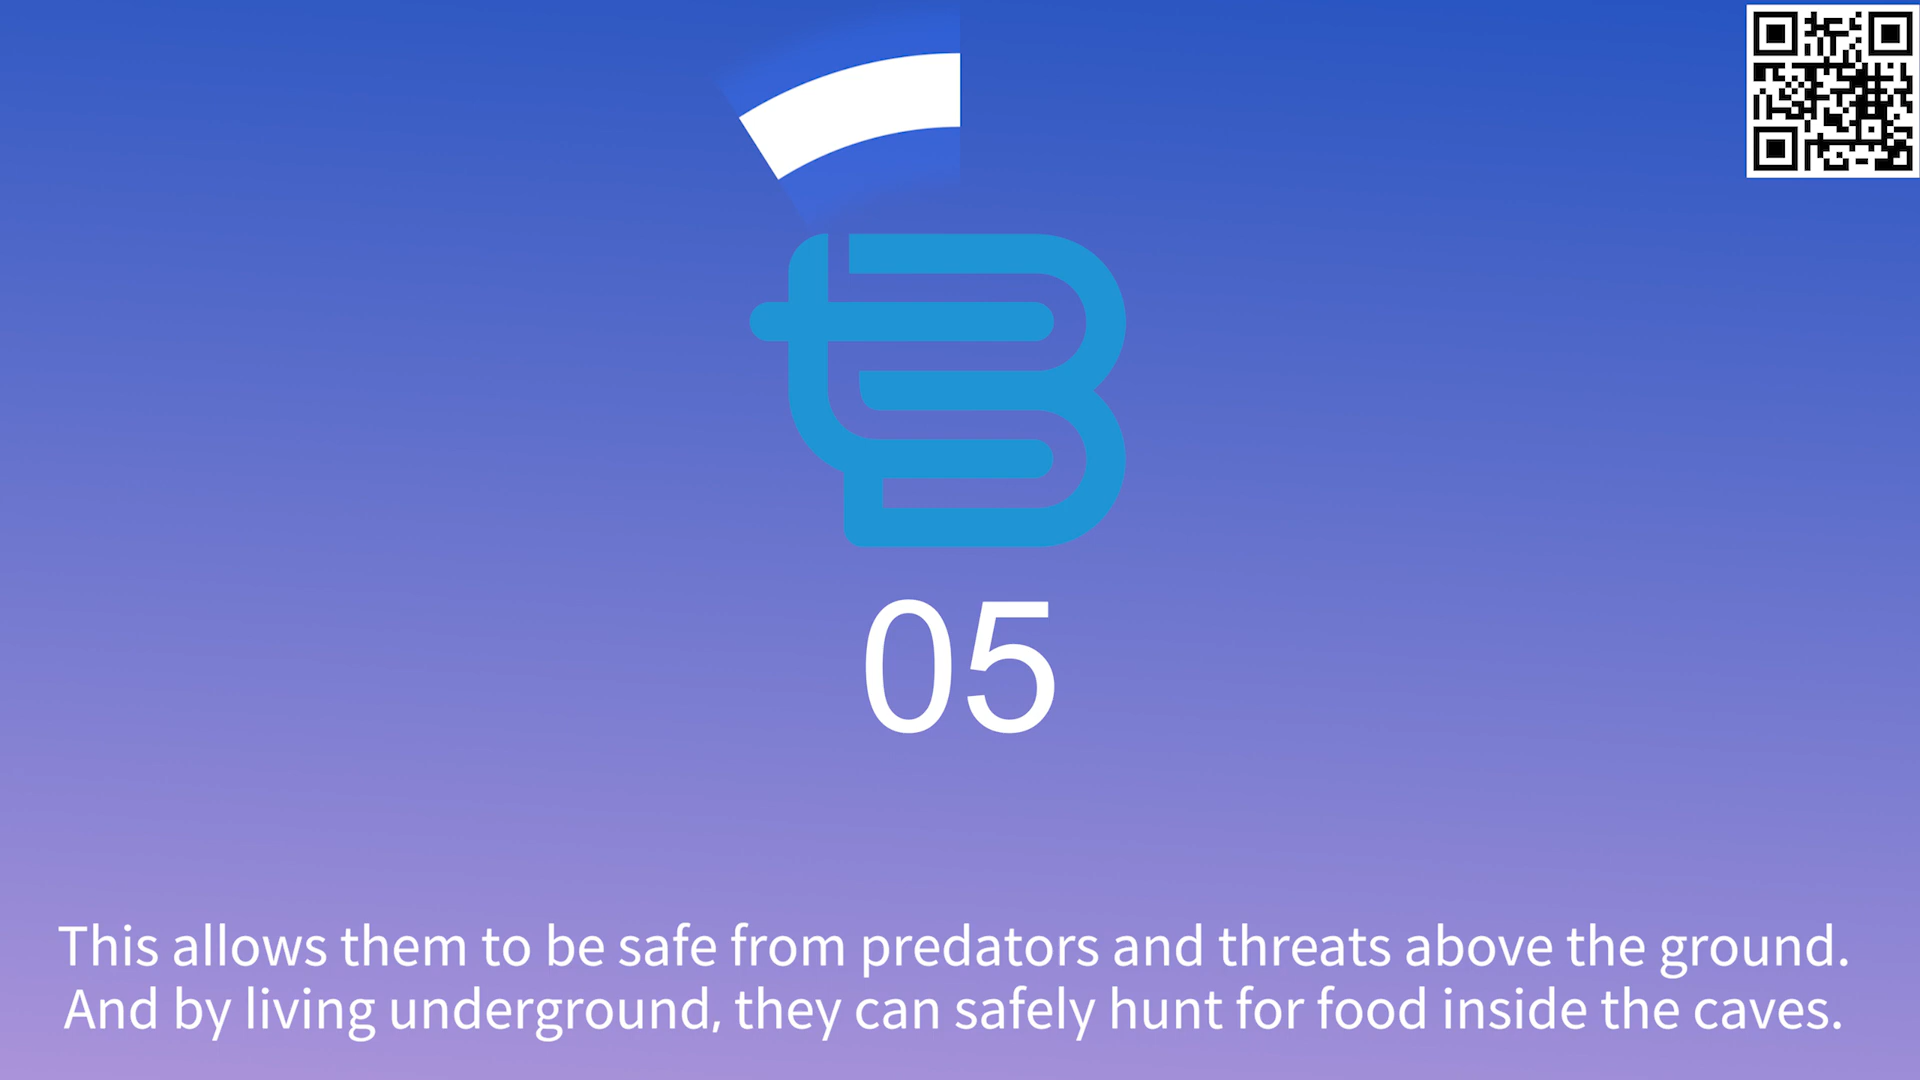 05
This allows them to be safe from predators and threats above the ground.
And by living underground, they can safely hunt for food inside the caves.